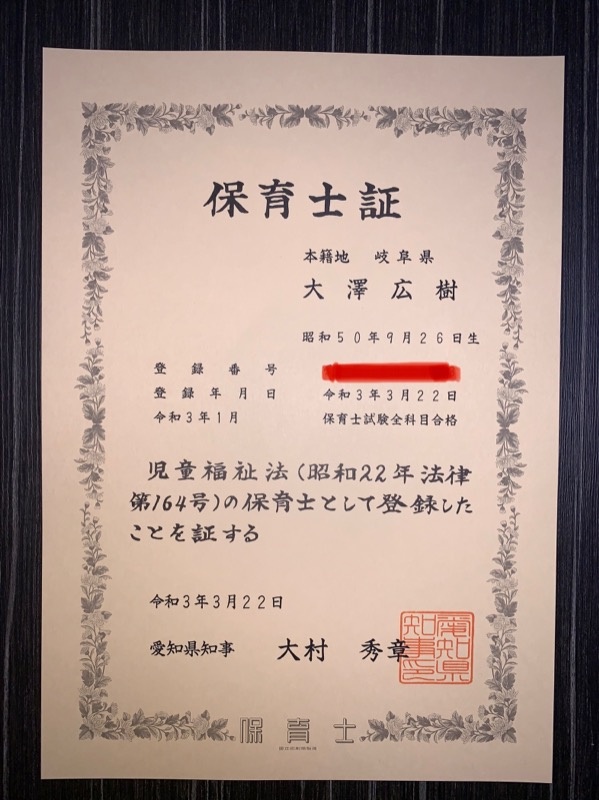 保育士証
本籍地　岐阜県
大澤広樹
昭和50年9月26日生
登録番号
登録年月日　令和3年3月22日
令和3年1月　保育士試験全科目合格
児童福祉法(昭和22年法律
第164号)の保育士として登録した
ことを証する
令和3年3月22日
愛知県知事　大村　秀章
愛知県知事印
保育士